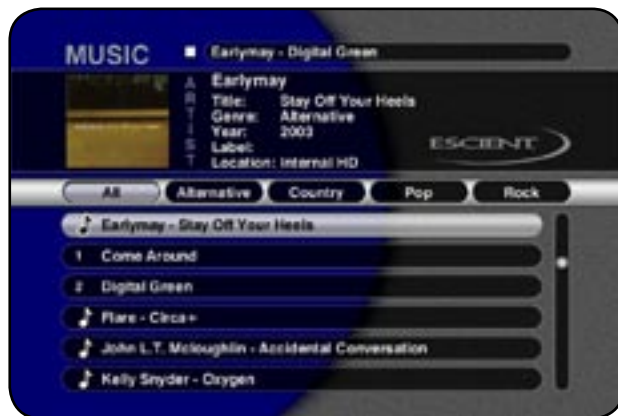 MUSIC
Earlymay - Digital Green
ARTIST
Earlymay
Title: Stay Off Your Heels
Genre: Alternative
Year: 2003
Label:
Location: Internal HD
ESCIENT
All Alternative Country Pop Rock
Earlymay - Stay Off Your Heels
1 Come Around
2 Digital Green
Flare - Circa+
John L.T. Mcloughlin - Accidental Conversation
Kelly Snyder - Oxygen